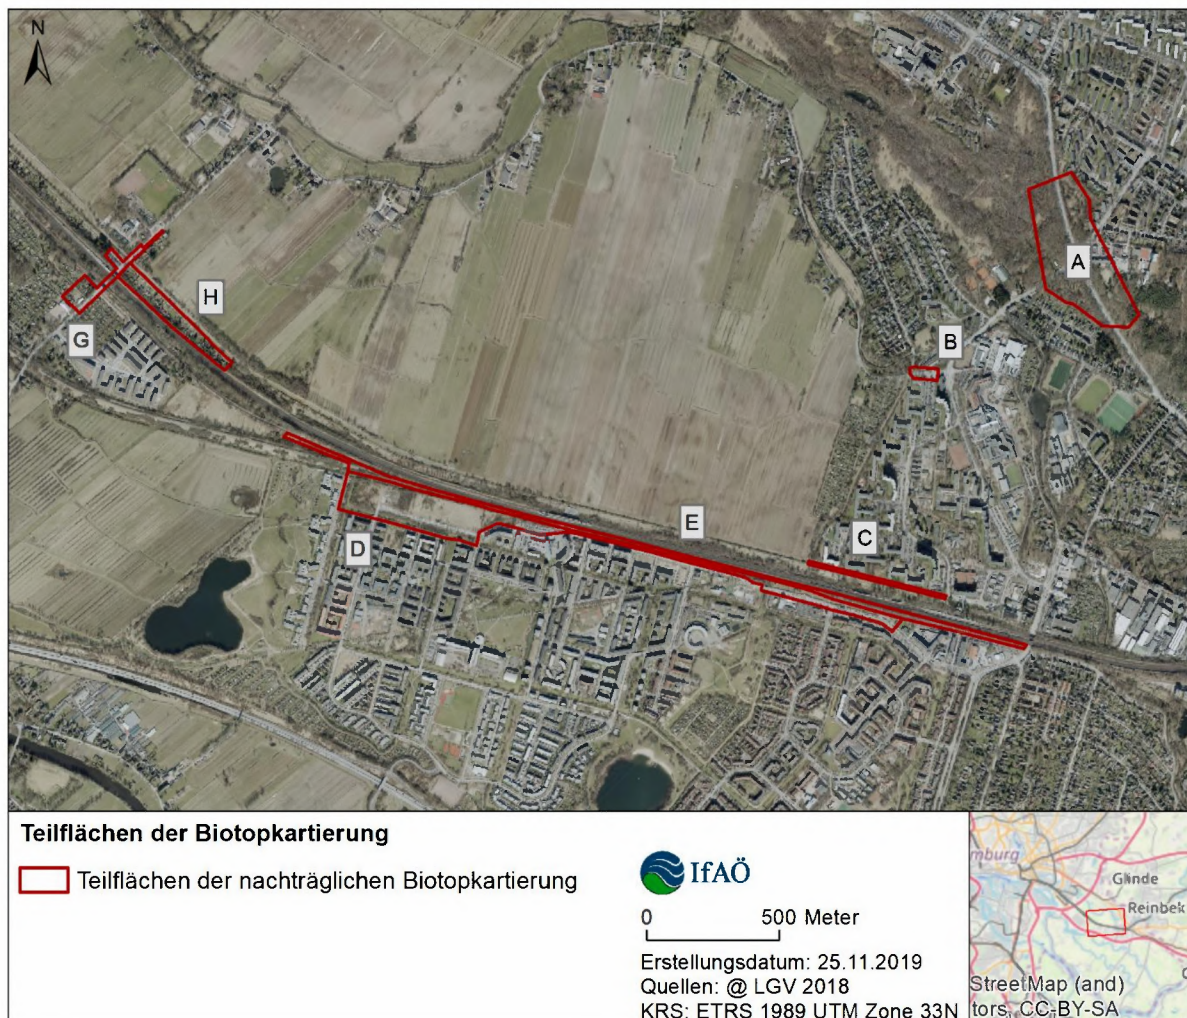 N
A
B
H
G
E
C
D
Teilflächen der Biotopkartierung
Teilflächen der nachträglichen Biotopkartierung
IfAÖ
0 500 Meter
Erstellungsdatum: 25.11.2019
Quellen: @ LGV 2018
KRS: ETRS 1989 UTM Zone 33N
mburg
Glinde
Reinbek
StreetMap (and)
tors, CC-BY-SA